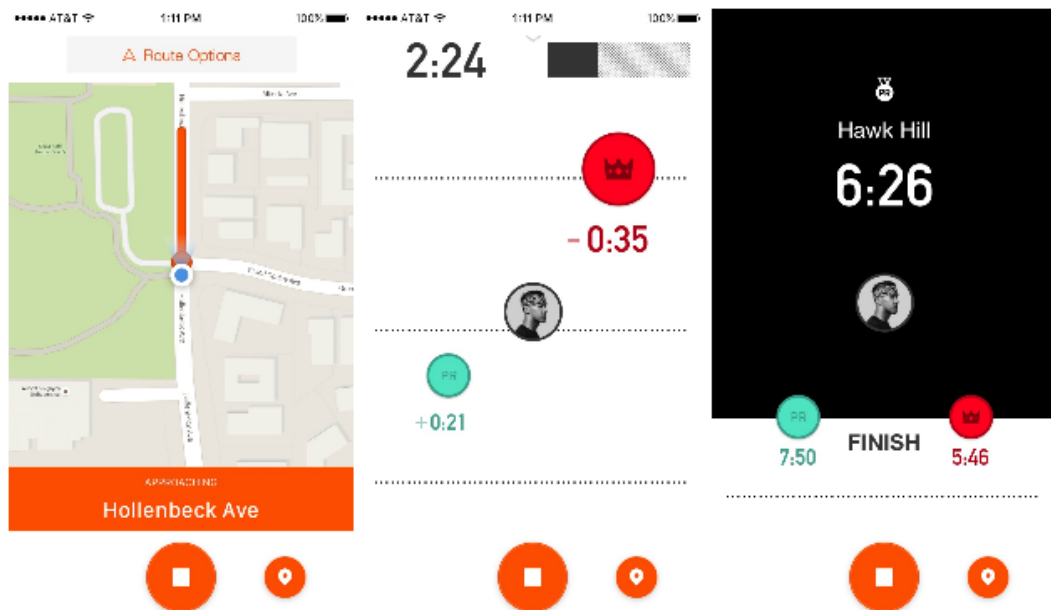 AT&T 1:11 PM 100%
Route Options
APPROACHING
Hollenbeck Ave
AT&T 1:11 PM 100%
2:24
- 0:35
PR
+0:21
PR
Hawk Hill
6:26
PR
7:50
FINISH
5:46